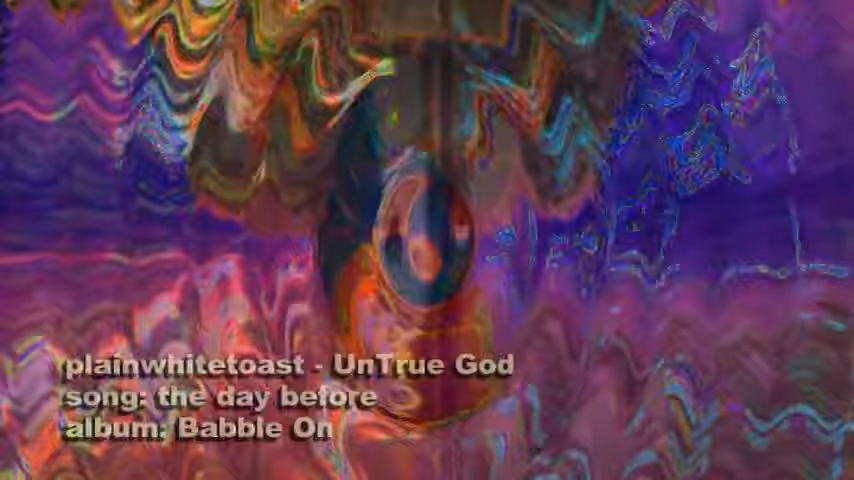 plainwhitetoast - UnTrue God
song: the day before
album: Babble On